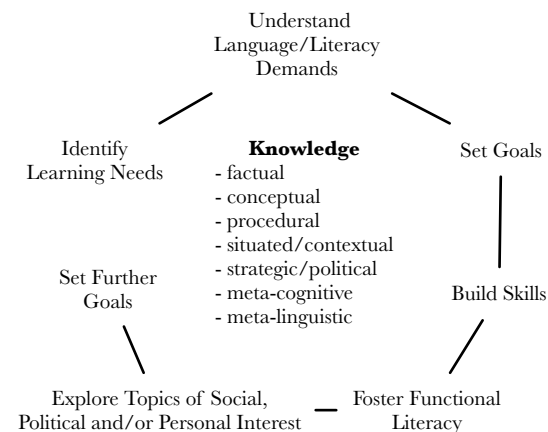 Understand
Language/Literacy
Demands
Identify
Learning Needs
Knowledge
- factual
- conceptual
- procedural
- situated/contextual
- strategic/political
- meta-cognitive
- meta-linguistic
Set Goals
Set Further
Goals
Build Skills
Explore Topics of Social,
Political and/or Personal Interest
Foster Functional
Literacy